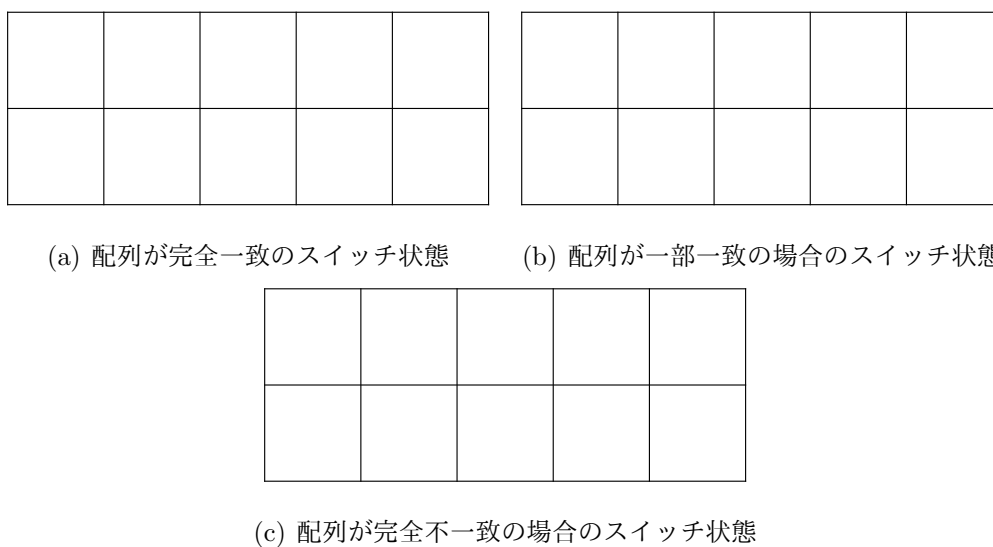 (a) 配列が完全一致のスイッチ状態
(b) 配列が一部一致の場合のスイッチ状態
(c) 配列が完全不一致の場合のスイッチ状態